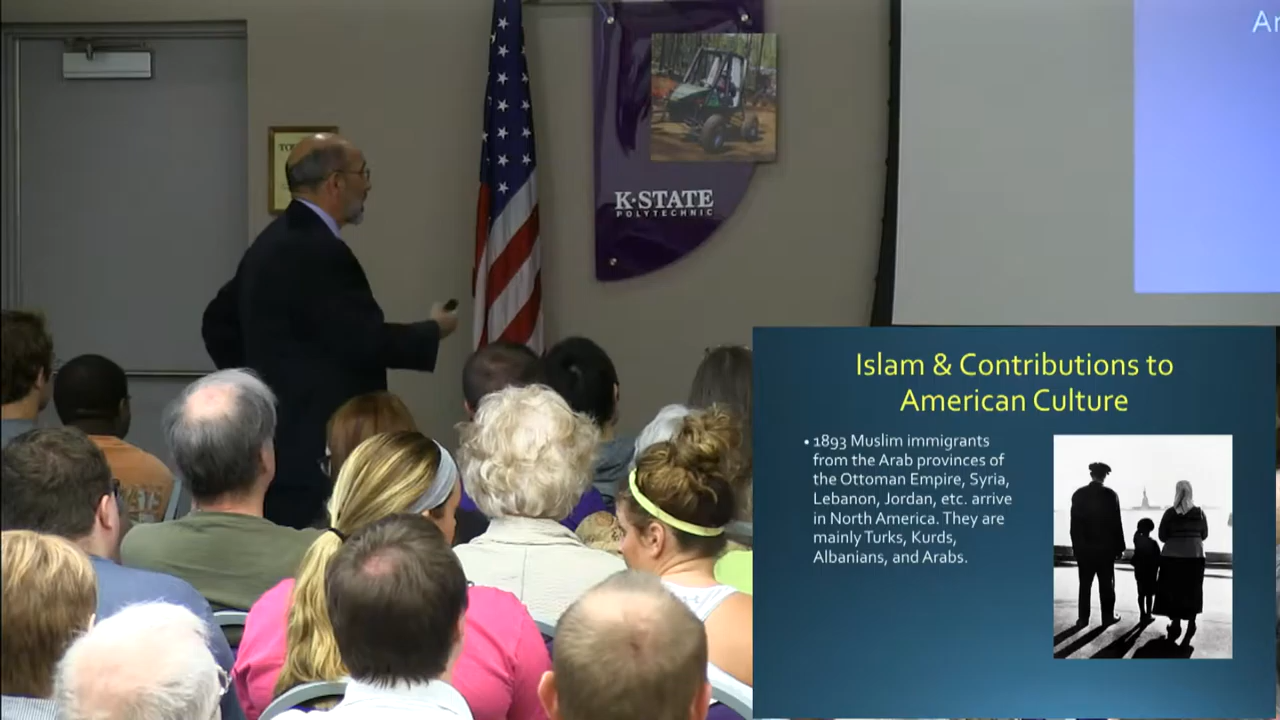 K·STATE
POLYTECHNIC
Islam & Contributions to
American Culture
• 1893 Muslim immigrants
from the Arab provinces of
the Ottoman Empire, Syria,
Lebanon, Jordan, etc. arrive
in North America. They are
mainly Turks, Kurds,
Albanians, and Arabs.